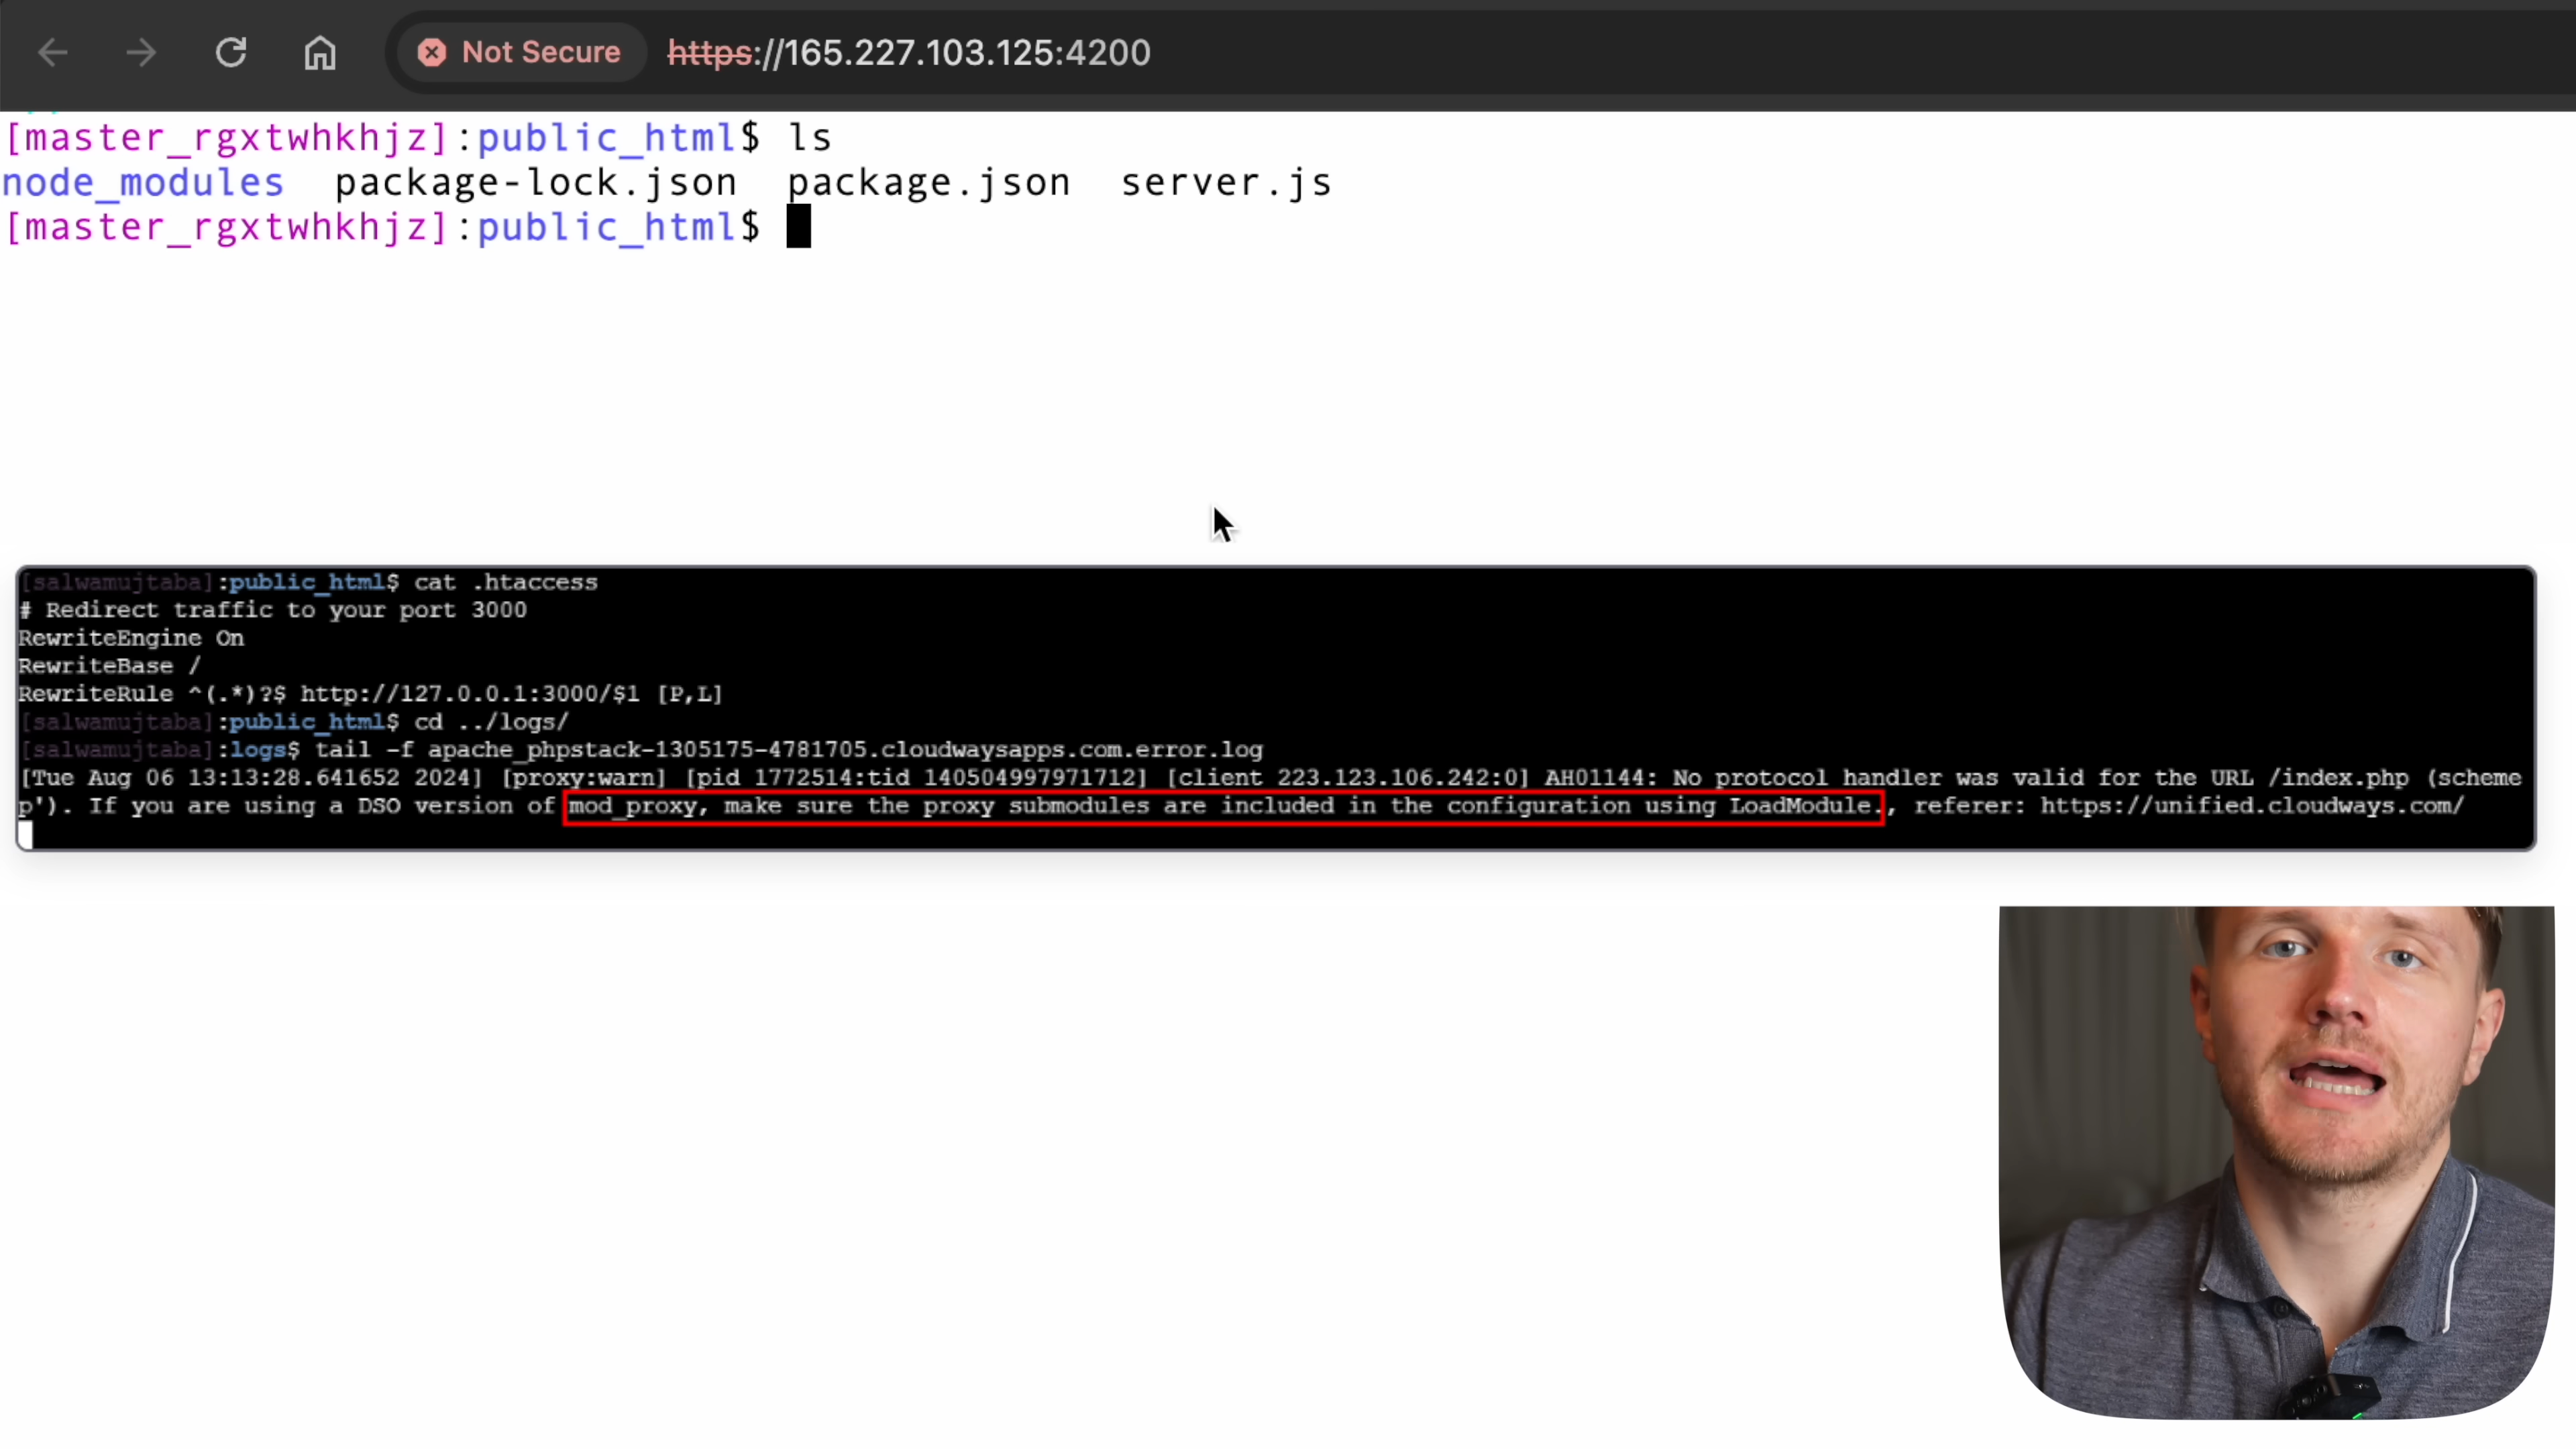 Not Secure https://165.227.103.125:4200
[master_rgxtwhkhjz]:public_html$ ls
node_modules package-lock.json package.json server.js
[master_rgxtwhkhjz]:public_html$
[salwamujtaba]:public_html$ cat .htaccess
# Redirect traffic to your port 3000
RewriteEngine On
RewriteBase /
RewriteRule ^(.*)?$ http://127.0.0.1:3000/$1 [P,L]
[salwamujtaba]:public_html$ cd ../logs/
[salwamujtaba]:logs$ tail -f apache_phpstack-1305175-4781705.cloudwaysapps.com.error.log
[Tue Aug 06 13:13:28.641652 2024] [proxy:warn] [pid 1772514:tid 140504997971712] [client 223.123.106.242:0] AH01144: No protocol handler was valid for the URL /index.php (scheme
p'). If you are using a DSO version of mod_proxy, make sure the proxy submodules are included in the configuration using LoadModule., referer: https://unified.cloudways.com/